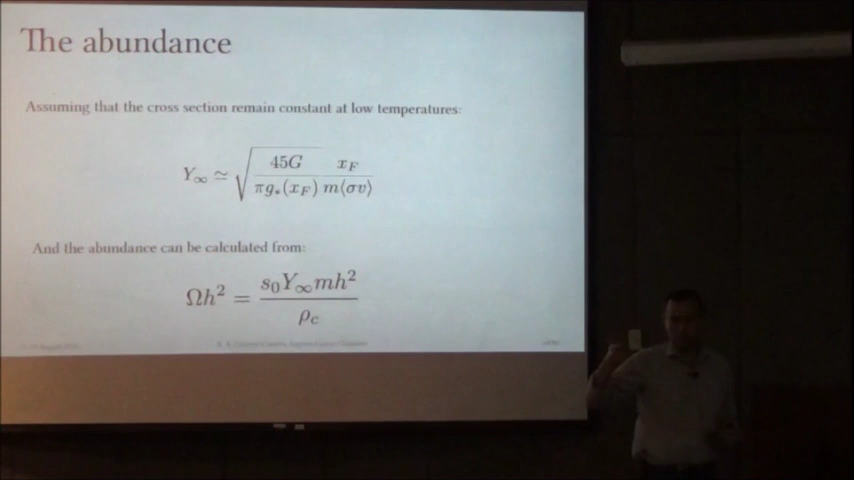 The abundance
Assuming that the cross section remain constant at low temperatures:
Y∞ ≃ √(45G / πg*(x_F)) x_F / m⟨σv⟩
And the abundance can be calculated from:
Ωh² = s₀Y∞mh² / ρ_c